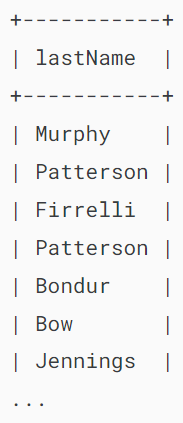 +-----------+
| lastName  |
+-----------+
| Murphy    |
| Patterson |
| Firrelli  |
| Patterson |
| Bondur    |
| Bow       |
| Jennings  |
...